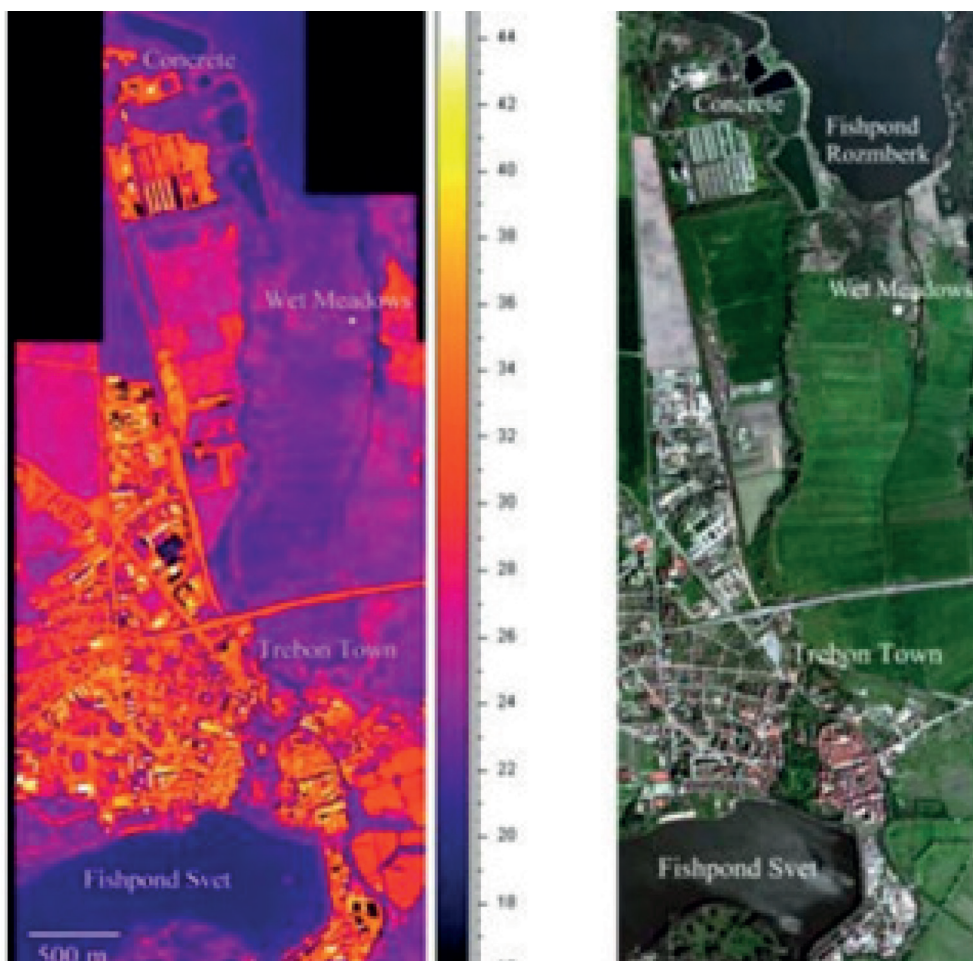 Concrete
Wet Meadows
Trebon Town
Fishpond Svet
500 m
44
42
40
38
36
34
32
30
28
26
24
22
20
18
Concrete
Fishpond
Rozmberk
Wet Meadows
Trebon Town
Fishpond Svet